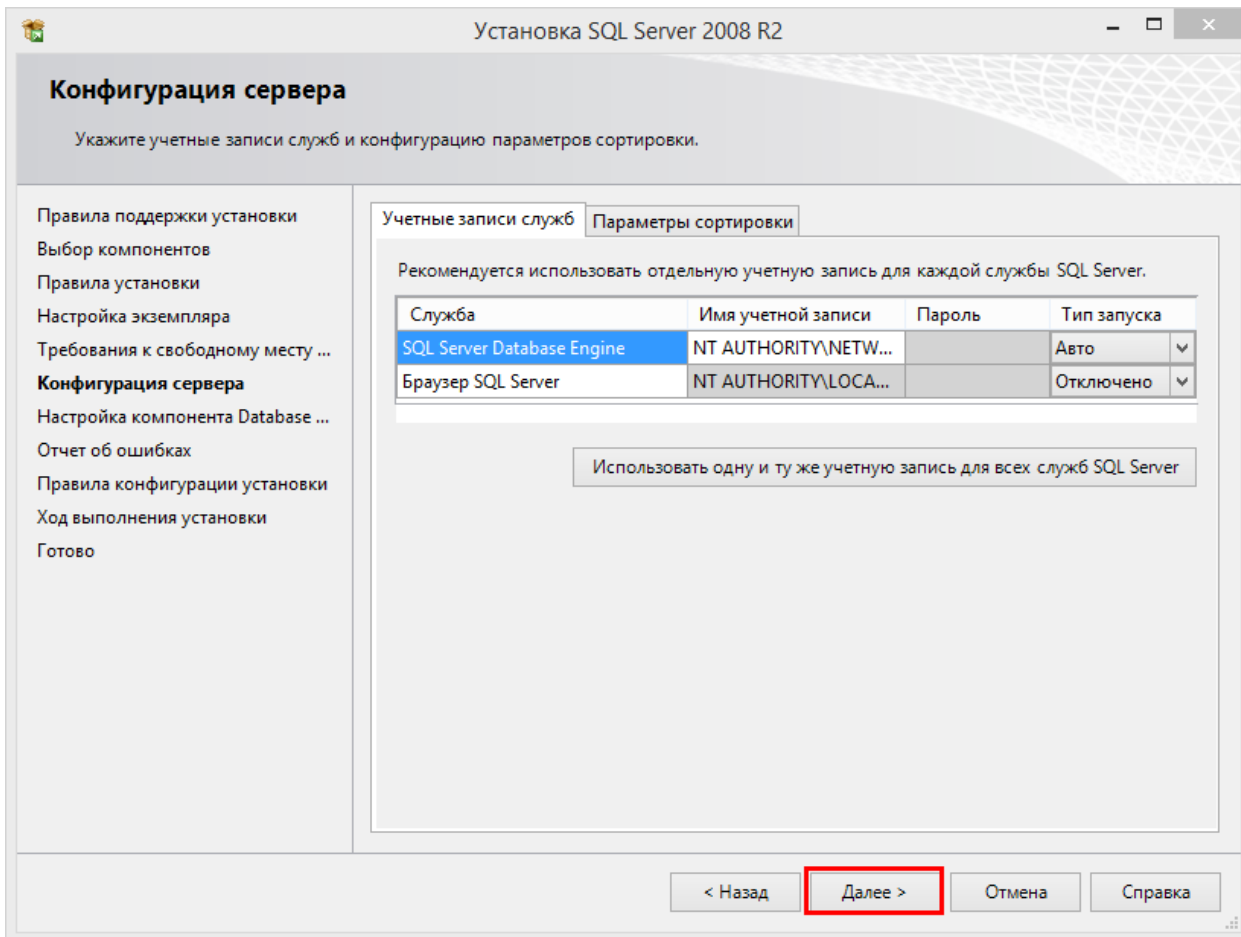 Установка SQL Server 2008 R2
Конфигурация сервера
Укажите учетные записи служб и конфигурацию параметров сортировки.
Правила поддержки установки
Выбор компонентов
Правила установки
Настройка экземпляра
Требования к свободному месту ...
Конфигурация сервера
Настройка компонента Database ...
Отчет об ошибках
Правила конфигурации установки
Ход выполнения установки
Готово
Учетные записи служб Параметры сортировки
Рекомендуется использовать отдельную учетную запись для каждой службы SQL Server.
Служба Имя учетной записи Пароль Тип запуска
SQL Server Database Engine NT AUTHORITY\NETW... Авто
Браузер SQL Server NT AUTHORITY\LOCA... Отключено
Использовать одну и ту же учетную запись для всех служб SQL Server
< Назад Далее > Отмена Справка